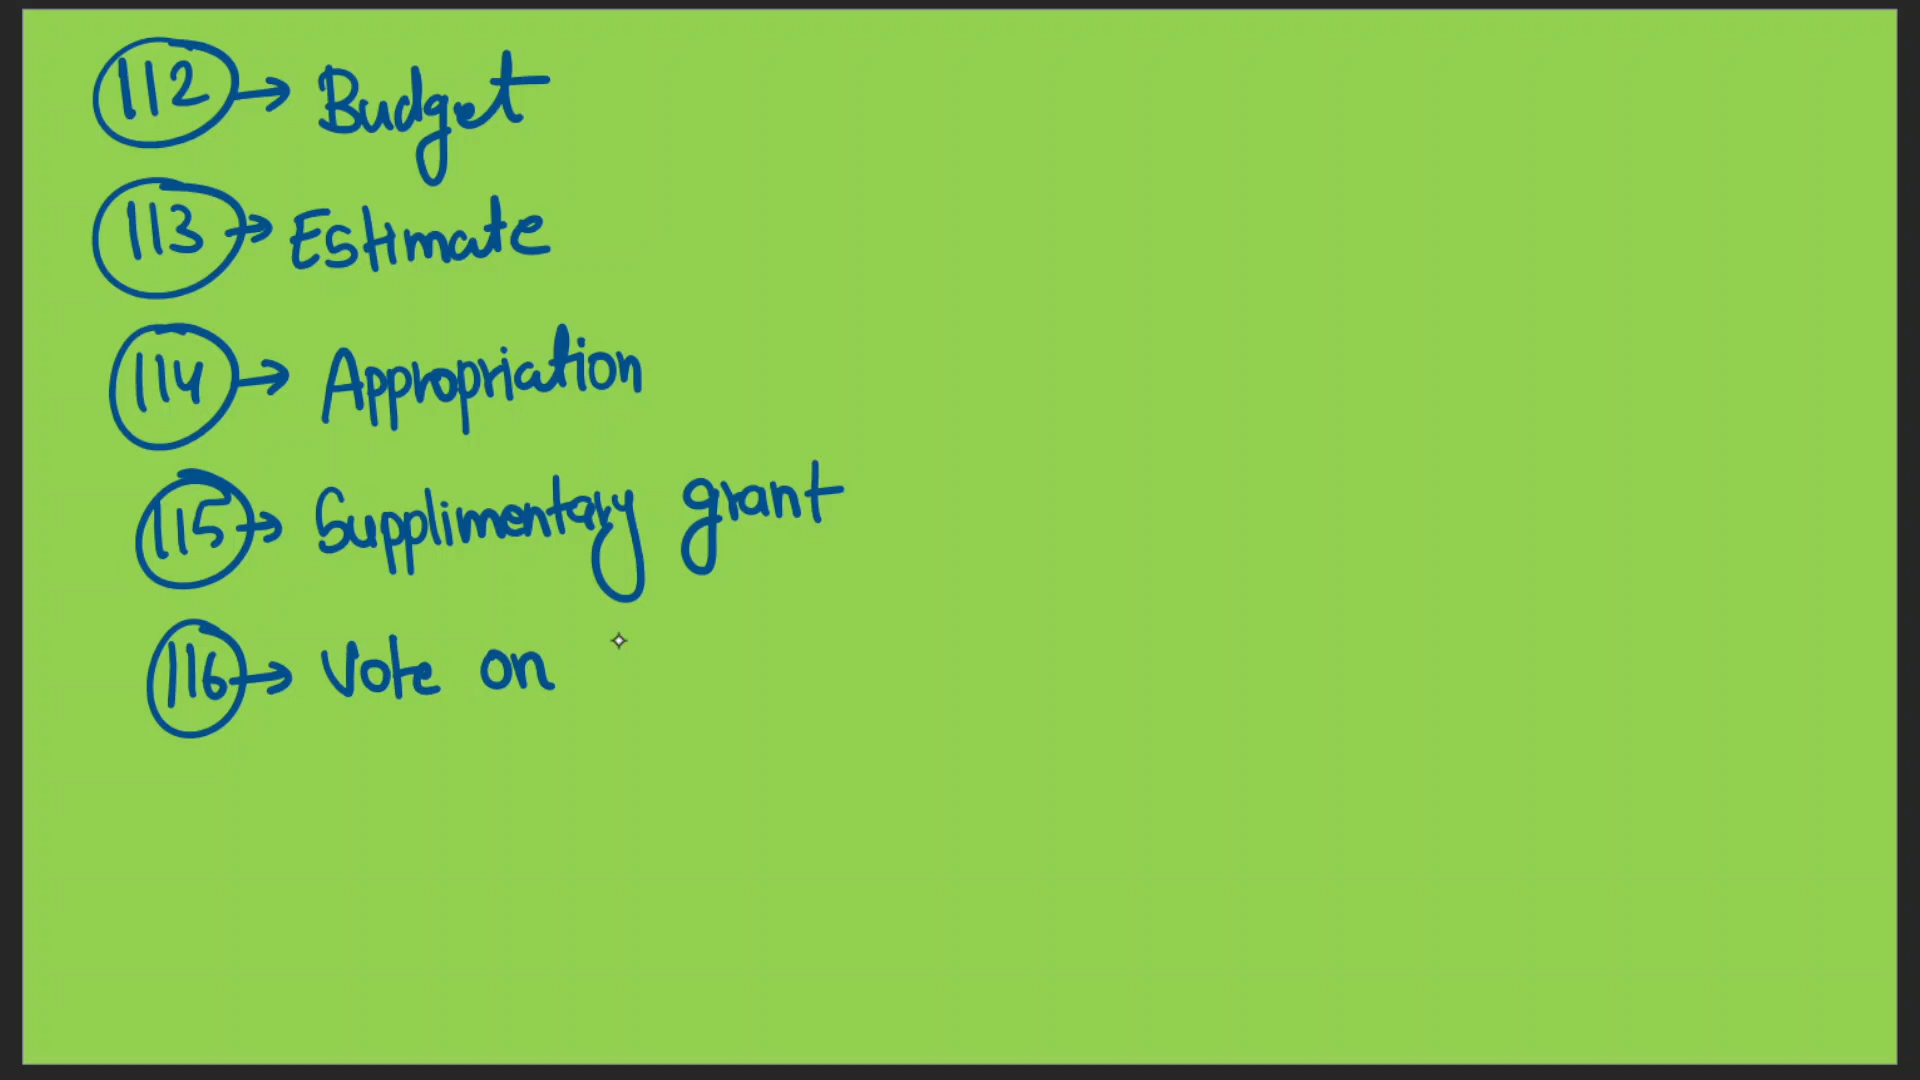 112 → Budget
113 → Estimate
114 → Appropriation
115 → Supplimentary grant
116 → Vote on